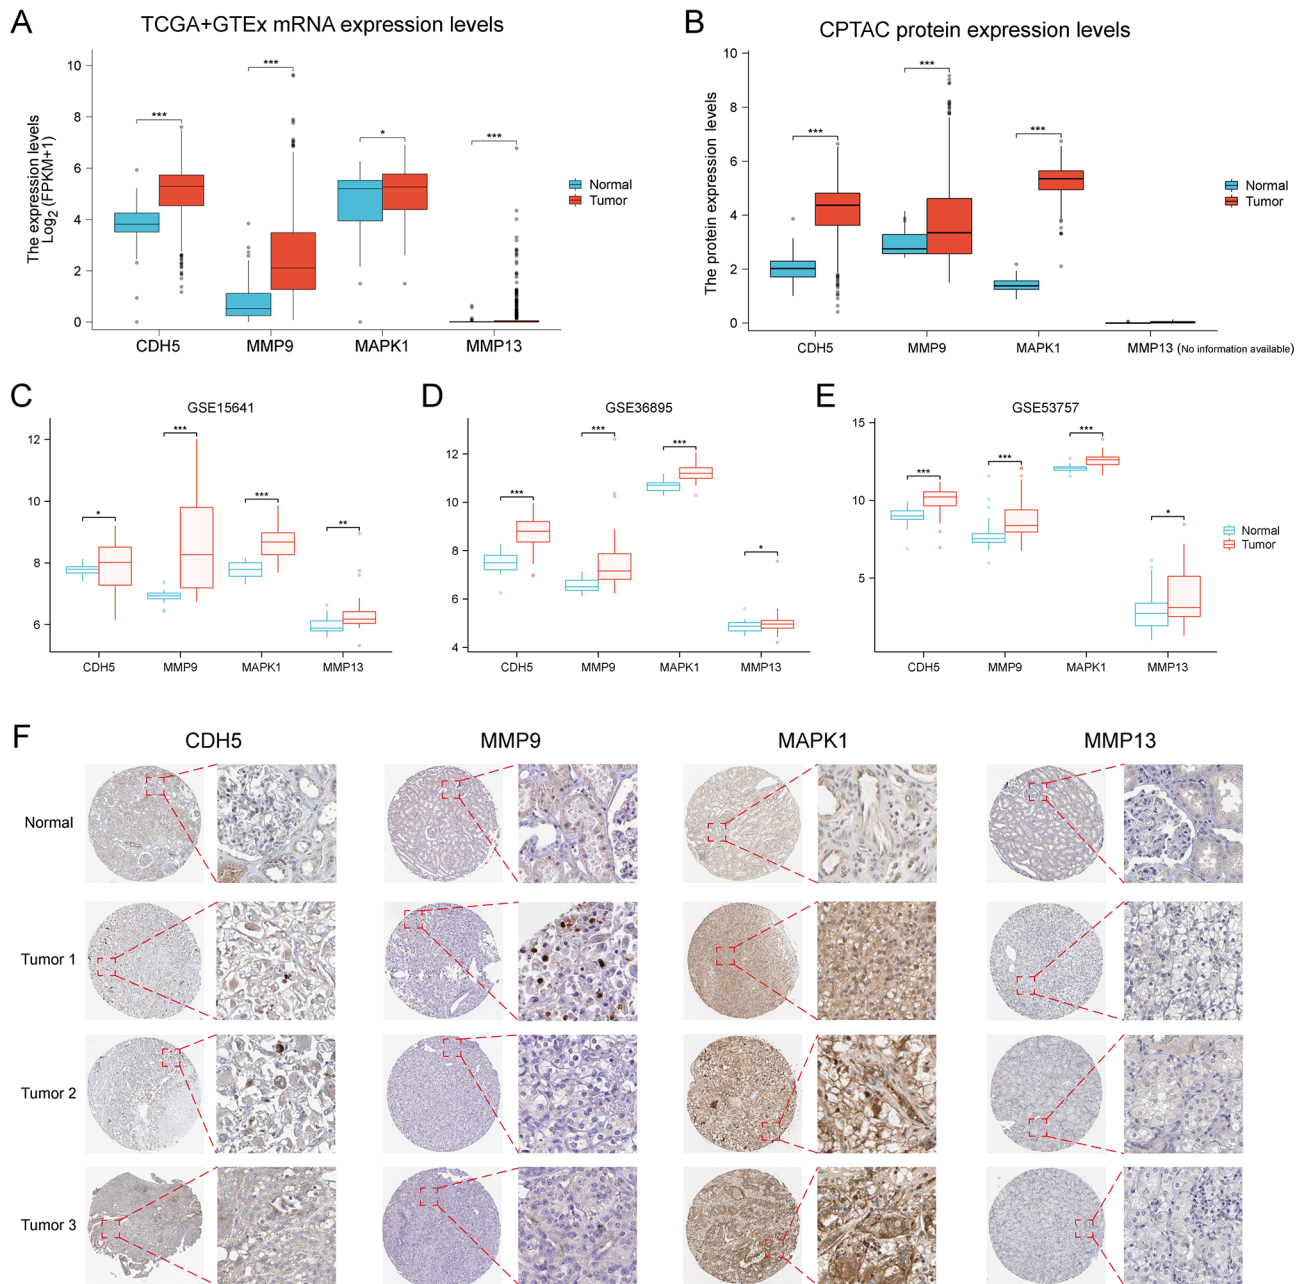 A
TCGA+GTEx mRNA expression levels
The expression levels
Log2 (FPKM+1)
10
8
6
4
2
0
***
***
*
***
CDH5
MMP9
MAPK1
MMP13
Normal
Tumor
B
CPTAC protein expression levels
The protein expression levels
10
8
6
4
2
0
***
***
***
CDH5
MMP9
MAPK1
MMP13 (No information available)
Normal
Tumor
C
GSE15641
12
10
8
6
*
***
***
**
CDH5
MMP9
MAPK1
MMP13
D
GSE36895
12
10
8
6
4
***
***
***
*
CDH5
MMP9
MAPK1
MMP13
E
GSE53757
15
10
5
***
***
***
*
CDH5
MMP9
MAPK1
MMP13
Normal
Tumor
F
CDH5
MMP9
MAPK1
MMP13
Normal
Tumor 1
Tumor 2
Tumor 3